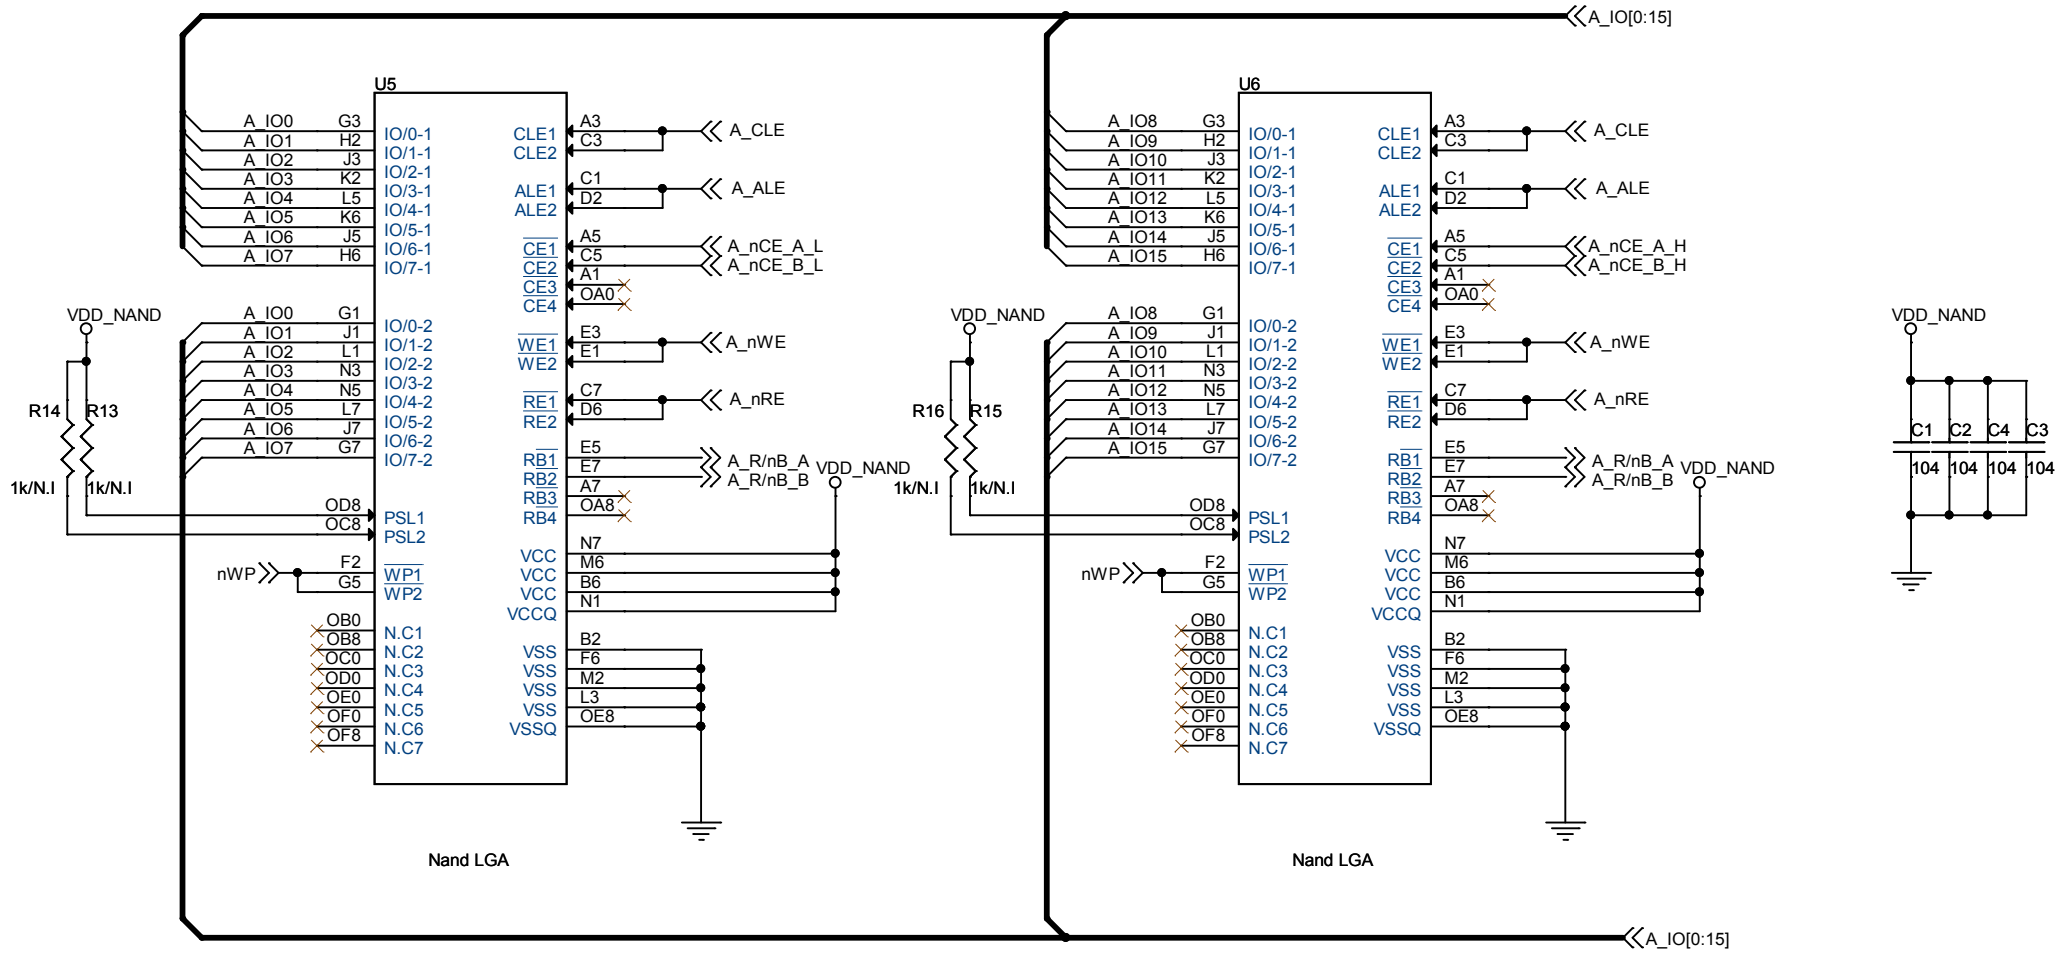 A_IO[0:15]
U5
A_IO0 G3 IO/0-1
A_IO1 H2 IO/1-1
A_IO2 J3 IO/2-1
A_IO3 K2 IO/3-1
A_IO4 L5 IO/4-1
A_IO5 K6 IO/5-1
A_IO6 J5 IO/6-1
A_IO7 H6 IO/7-1
A_IO0 G1 IO/0-2
A_IO1 J1 IO/1-2
A_IO2 L1 IO/2-2
A_IO3 N3 IO/3-2
A_IO4 N5 IO/4-2
A_IO5 L7 IO/5-2
A_IO6 J7 IO/6-2
A_IO7 G7 IO/7-2
VDD_NAND
R14 R13
1k/N.I 1k/N.I
OD8 PSL1
OC8 PSL2
nWP F2 WP1
G5 WP2
OB0 N.C1
OB8 N.C2
OC0 N.C3
OD0 N.C4
OE0 N.C5
OF0 N.C6
OF8 N.C7
CLE1 A3 A_CLE
CLE2 C3
ALE1 C1 A_ALE
ALE2 D2
CE1 A5 A_nCE_A_L
CE2 C5 A_nCE_B_L
CE3 A1
CE4 OA0
WE1 E3 A_nWE
WE2 E1
RE1 C7 A_nRE
RE2 D6
RB1 E5 A_R/nB_A
RB2 E7 A_R/nB_B
RB3 A7
RB4 OA8
VDD_NAND
VCC N7
VCC M6
VCC B6
VCCQ N1
VSS B2
VSS F6
VSS M2
VSS L3
VSSQ OE8
Nand LGA
U6
A_IO8 G3 IO/0-1
A_IO9 H2 IO/1-1
A_IO10 J3 IO/2-1
A_IO11 K2 IO/3-1
A_IO12 L5 IO/4-1
A_IO13 K6 IO/5-1
A_IO14 J5 IO/6-1
A_IO15 H6 IO/7-1
A_IO8 G1 IO/0-2
A_IO9 J1 IO/1-2
A_IO10 L1 IO/2-2
A_IO11 N3 IO/3-2
A_IO12 N5 IO/4-2
A_IO13 L7 IO/5-2
A_IO14 J7 IO/6-2
A_IO15 G7 IO/7-2
VDD_NAND
R16 R15
1k/N.I 1k/N.I
OD8 PSL1
OC8 PSL2
nWP F2 WP1
G5 WP2
OB0 N.C1
OB8 N.C2
OC0 N.C3
OD0 N.C4
OE0 N.C5
OF0 N.C6
OF8 N.C7
CLE1 A3 A_CLE
CLE2 C3
ALE1 C1 A_ALE
ALE2 D2
CE1 A5 A_nCE_A_H
CE2 C5 A_nCE_B_H
CE3 A1
CE4 OA0
WE1 E3 A_nWE
WE2 E1
RE1 C7 A_nRE
RE2 D6
RB1 E5 A_R/nB_A
RB2 E7 A_R/nB_B
RB3 A7
RB4 OA8
VDD_NAND
VCC N7
VCC M6
VCC B6
VCCQ N1
VSS B2
VSS F6
VSS M2
VSS L3
VSSQ OE8
Nand LGA
VDD_NAND
C1 C2 C4 C3
104 104 104 104
A_IO[0:15]